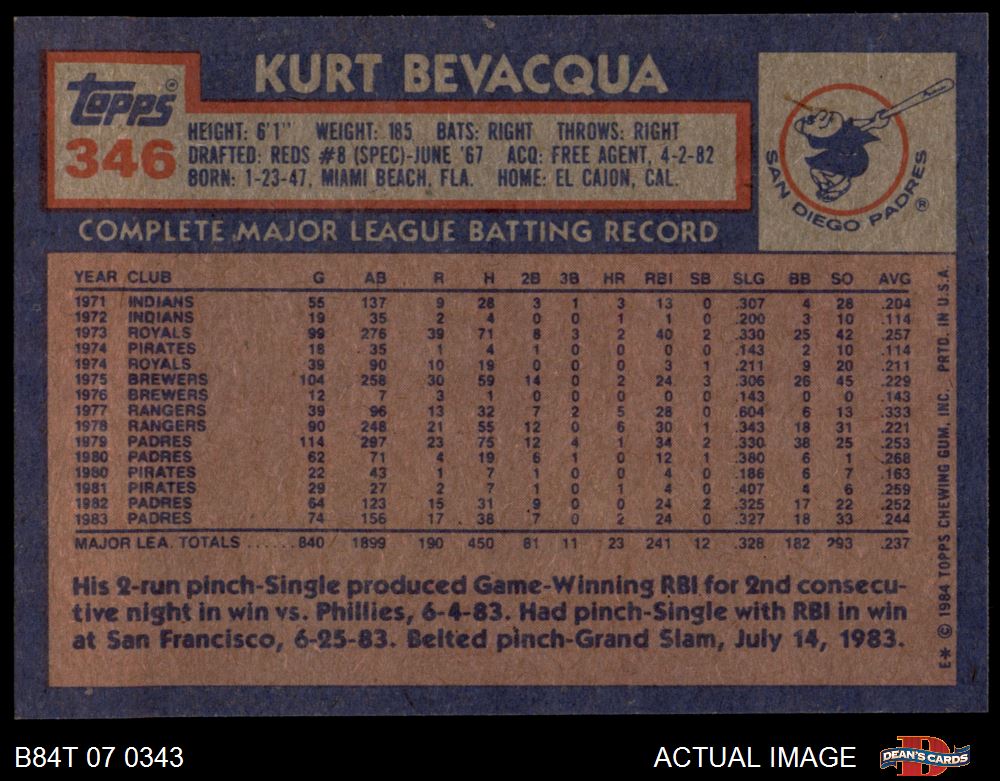 KURT BEVACQUA
Topps®
346
HEIGHT: 6'1" WEIGHT: 185 BATS: RIGHT THROWS: RIGHT
DRAFTED: REDS #8 (SPEC)-JUNE '67 ACQ: FREE AGENT, 4-2-82
BORN: 1-23-47, MIAMI BEACH, FLA. HOME: EL CAJON, CAL.
SAN DIEGO PADRES ®
COMPLETE MAJOR LEAGUE BATTING RECORD
YEAR CLUB G AB R H 2B 3B HR RBI SB SLG BB SO AVG
1971 INDIANS 55 137 9 28 3 1 3 13 0 .307 4 28 .204
1972 INDIANS 19 35 2 4 0 0 1 1 0 .200 3 10 .114
1973 ROYALS 99 276 39 71 8 3 2 40 2 .330 25 42 .257
1974 PIRATES 18 35 1 4 1 0 0 0 0 .143 2 10 .114
1974 ROYALS 39 90 10 19 0 0 0 3 1 .211 9 20 .211
1975 BREWERS 104 258 30 59 14 0 2 24 3 .306 26 45 .229
1976 BREWERS 12 7 3 1 0 0 0 0 0 .143 0 0 .143
1977 RANGERS 39 96 13 32 7 2 5 28 0 .604 6 13 .333
1978 RANGERS 90 248 21 55 12 0 6 30 1 .343 18 31 .221
1979 PADRES 114 297 23 75 12 4 1 34 2 .330 38 25 .253
1980 PADRES 62 71 4 19 6 1 0 12 1 .380 6 1 .268
1980 PIRATES 22 43 1 7 1 0 0 4 0 .186 6 7 .163
1981 PIRATES 29 27 2 7 1 0 1 4 0 .407 4 6 .259
1982 PADRES 64 123 15 31 9 0 0 24 2 .325 17 22 .252
1983 PADRES 74 156 17 38 7 0 2 24 0 .327 18 33 .244
MAJOR LEA. TOTALS ...... 840 1899 190 450 81 11 23 241 12 .328 182 293 .237
His 2-run pinch-Single produced Game-Winning RBI for 2nd consecu-
tive night in win vs. Phillies, 6-4-83. Had pinch-Single with RBI in win
at San Francisco, 6-25-83. Belted pinch-Grand Slam, July 14, 1983.
E* © 1984 TOPPS CHEWING GUM, INC. PRTD. IN U.S.A.
B84T 07 0343
ACTUAL IMAGE
DEAN'S CARDS